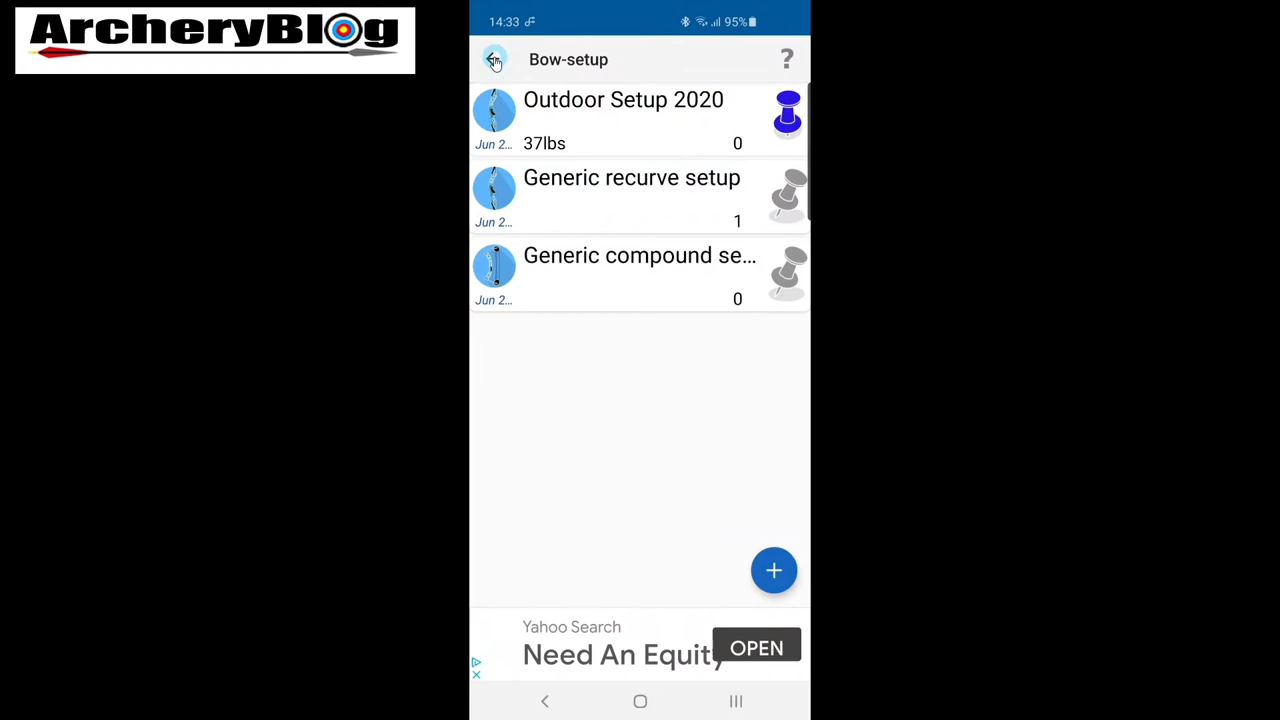 ArcheryBlog
14:33
95%
Bow-setup
?
Outdoor Setup 2020
Jun 2...
37lbs
0
Generic recurve setup
Jun 2...
1
Generic compound se...
Jun 2...
0
+
Yahoo Search
Need An Equity
OPEN